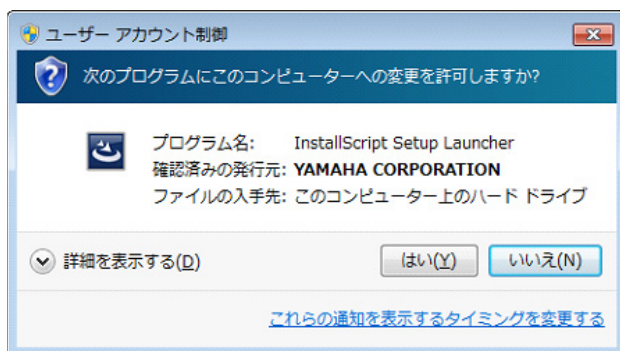 ユーザー アカウント制御
次のプログラムにこのコンピューターへの変更を許可しますか?
プログラム名: InstallScript Setup Launcher
確認済みの発行元: YAMAHA CORPORATION
ファイルの入手先: このコンピューター上のハード ドライブ
詳細を表示する(D) はい(Y) いいえ(N)
これらの通知を表示するタイミングを変更する